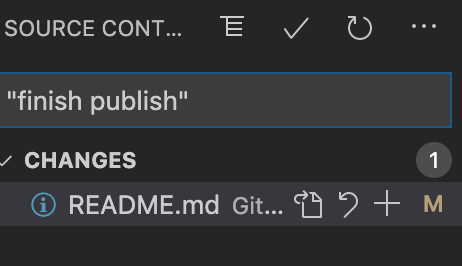 SOURCE CONT...
"finish publish"
CHANGES 1
README.md Git... M